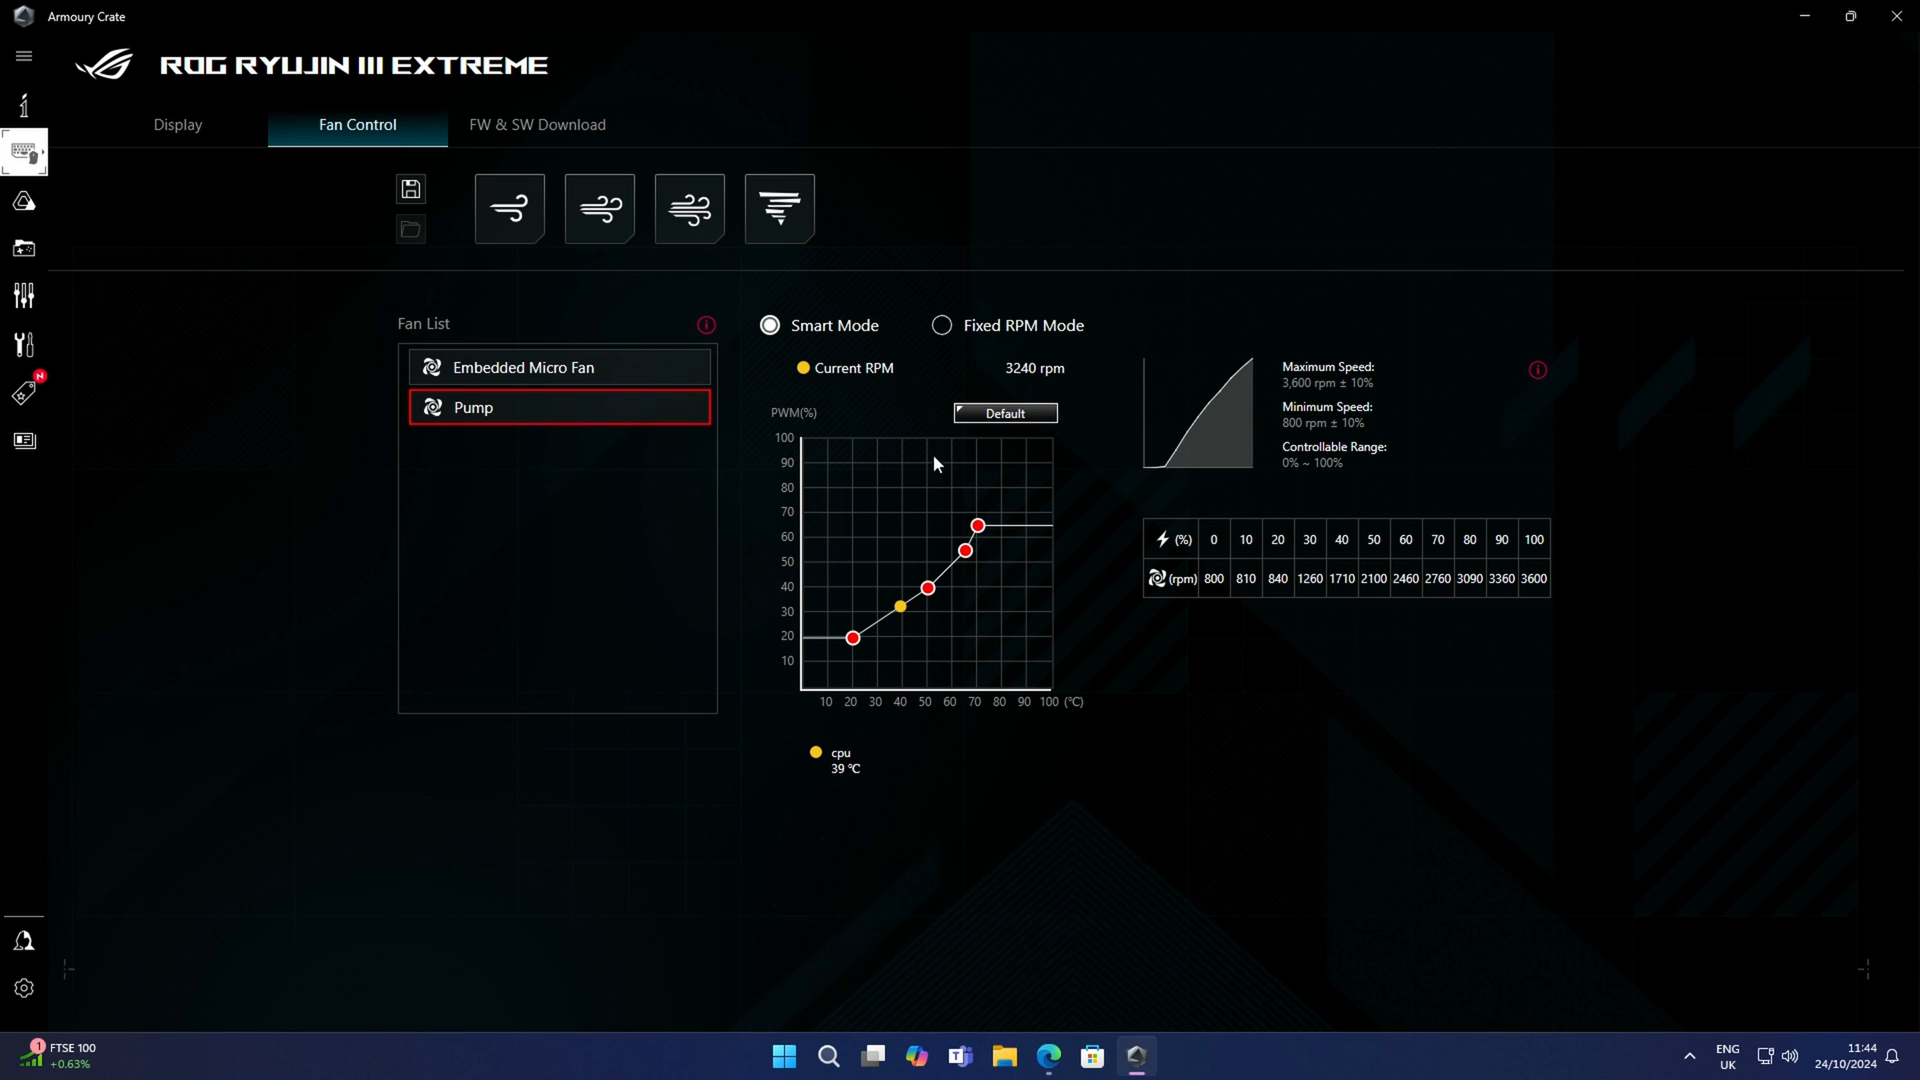 Armoury Crate
ROG RYUJIN III EXTREME
Display
Fan Control
FW & SW Download
Fan List
Embedded Micro Fan
Pump
Smart Mode
Fixed RPM Mode
Current RPM
3240 rpm
PWM(%)
Default
100
90
80
70
60
50
40
30
20
10
10 20 30 40 50 60 70 80 90 100 (℃)
cpu
39 ℃
Maximum Speed:
3,600 rpm ± 10%
Minimum Speed:
800 rpm ± 10%
Controllable Range:
0% ~ 100%
(%) 0 10 20 30 40 50 60 70 80 90 100
(rpm) 800 810 840 1260 1710 2100 2460 2760 3090 3360 3600
N
1
FTSE 100
+0.63%
ENG
UK
11:44
24/10/2024